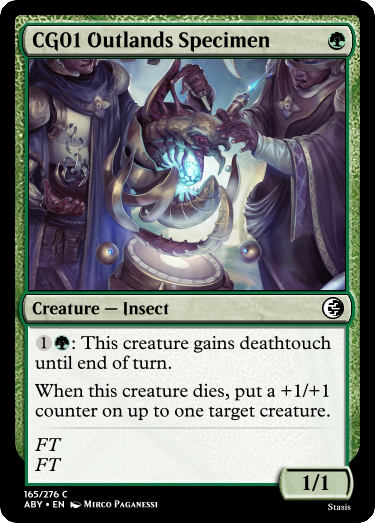 CG01 Outlands Specimen
Creature — Insect
1 : This creature gains deathtouch
until end of turn.
When this creature dies, put a +1/+1
counter on up to one target creature.
FT
FT
1/1
165/276 C
ABY • EN Mirco Paganessi
Stasis